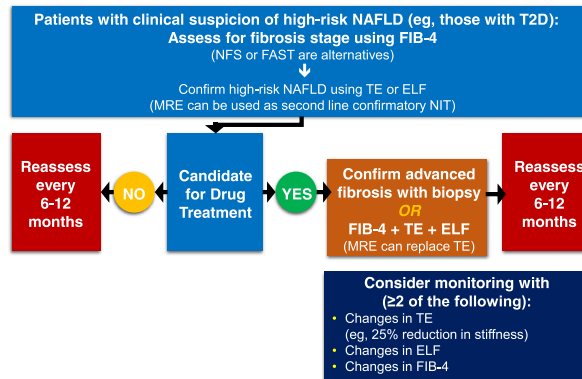 Patients with clinical suspicion of high-risk NAFLD (eg, those with T2D):
Assess for fibrosis stage using FIB-4
(NFS or FAST are alternatives)
Confirm high-risk NAFLD using TE or ELF
(MRE can be used as second line confirmatory NIT)
Reassess
every
6-12
months
NO
Candidate
for Drug
Treatment
YES
Confirm advanced
fibrosis with biopsy
OR
FIB-4 + TE + ELF
(MRE can replace TE)
Reassess
every
6-12
months
Consider monitoring with
(≥2 of the following):
• Changes in TE
(eg, 25% reduction in stiffness)
• Changes in ELF
• Changes in FIB-4